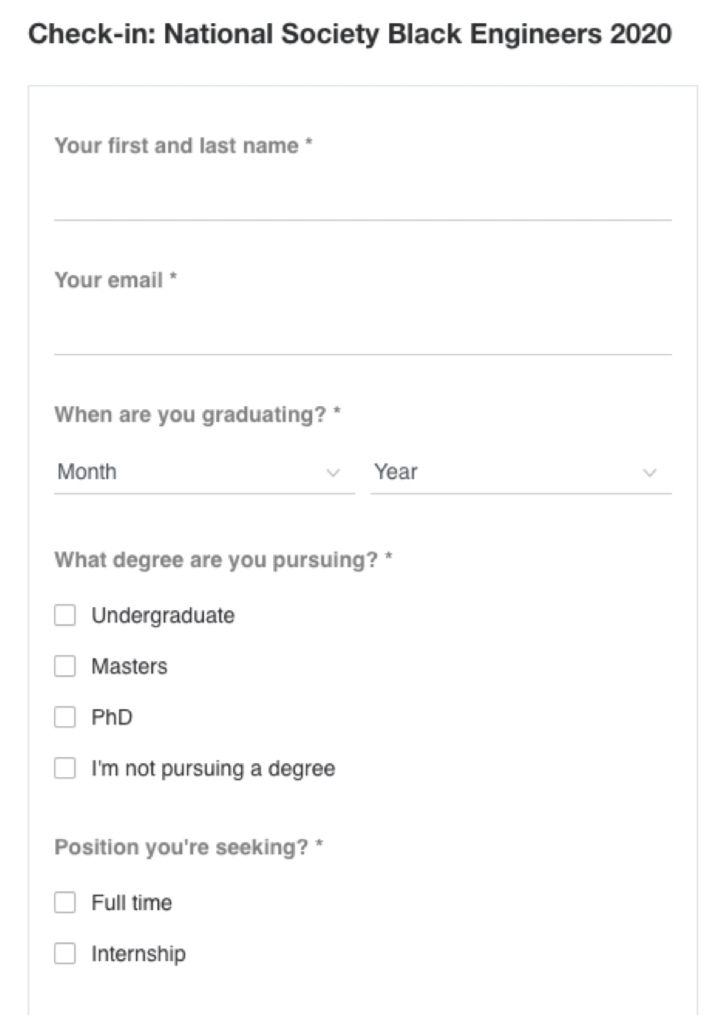 Check-in: National Society Black Engineers 2020
Your first and last name *
Your email *
When are you graduating? *
Month Year
What degree are you pursuing? *
Undergraduate
Masters
PhD
I'm not pursuing a degree
Position you're seeking? *
Full time
Internship